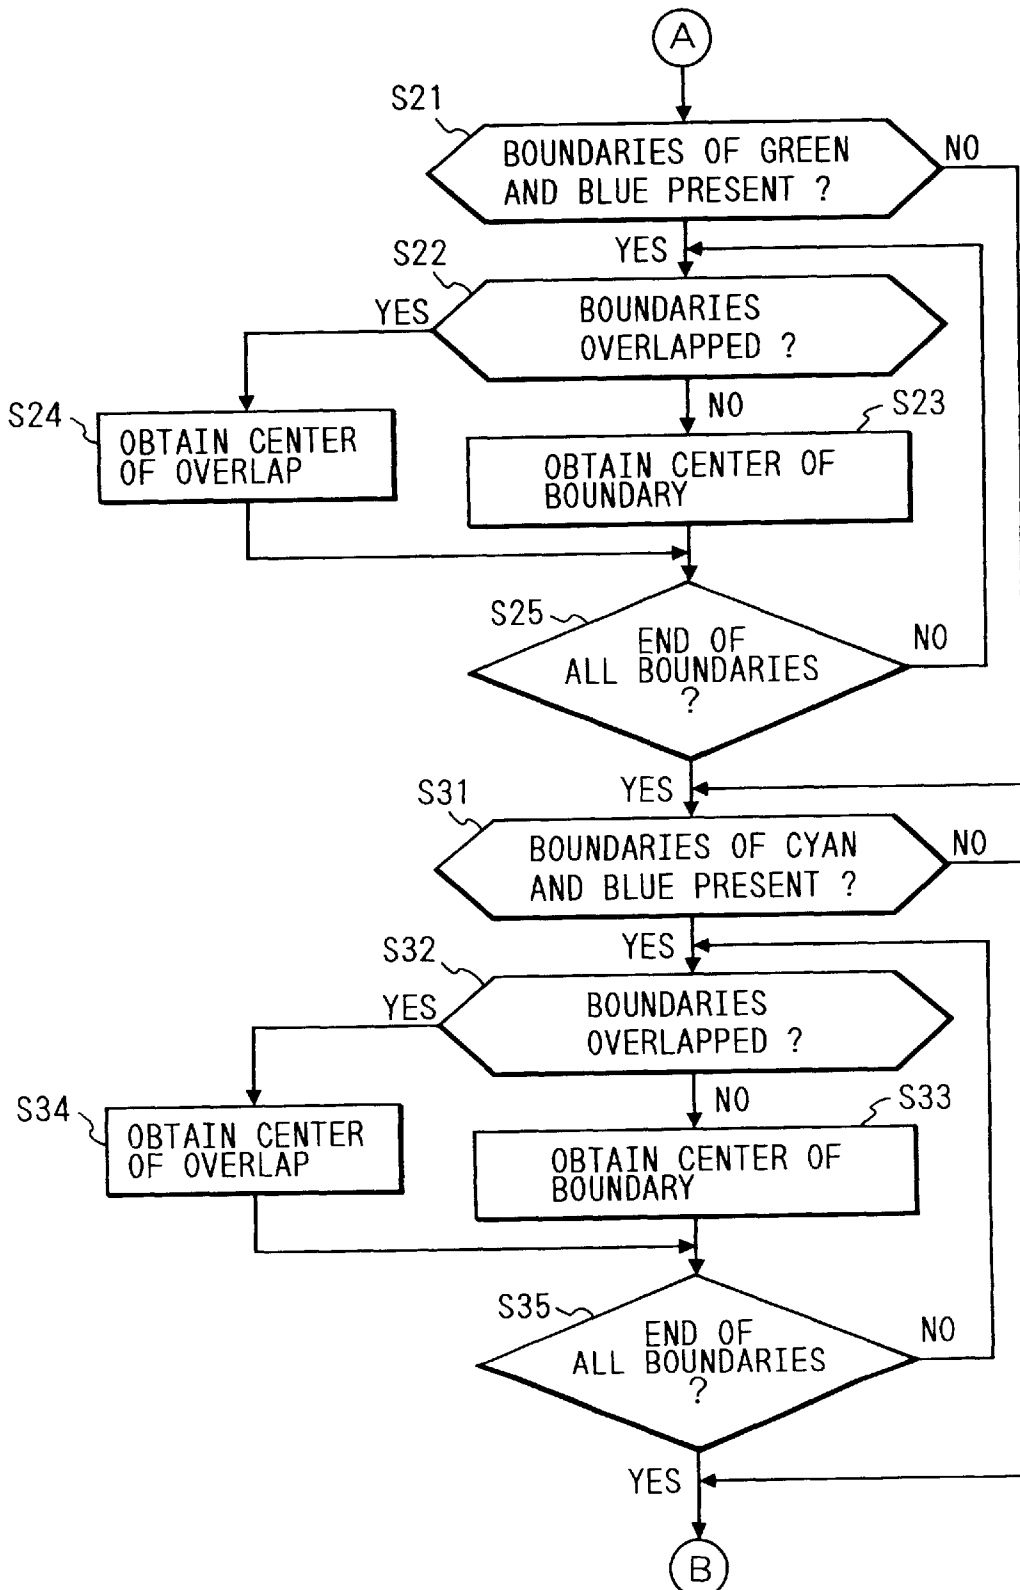 A
S21
BOUNDARIES OF GREEN
AND BLUE PRESENT ?
NO
YES
S22
YES
BOUNDARIES
OVERLAPPED ?
NO
S23
S24
OBTAIN CENTER
OF OVERLAP
OBTAIN CENTER OF
BOUNDARY
S25
END OF
ALL BOUNDARIES
?
NO
YES
S31
BOUNDARIES OF CYAN
AND BLUE PRESENT ?
NO
YES
S32
YES
BOUNDARIES
OVERLAPPED ?
NO
S33
S34
OBTAIN CENTER
OF OVERLAP
OBTAIN CENTER OF
BOUNDARY
S35
END OF
ALL BOUNDARIES
?
NO
YES
B